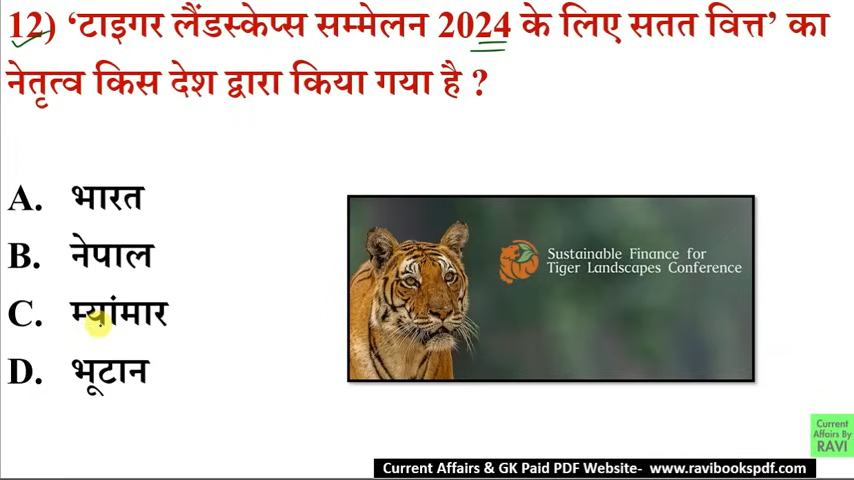 12) ‘टाइगर लैंडस्केप्स सम्मेलन 2024 के लिए सतत वित्त’ का
नेतृत्व किस देश द्वारा किया गया है ?
A. भारत
B. नेपाल
C. म्यांमार
D. भूटान
Sustainable Finance for
Tiger Landscapes Conference
Current
Affairs By
RAVI
Current Affairs & GK Paid PDF Website- www.ravibookspdf.com